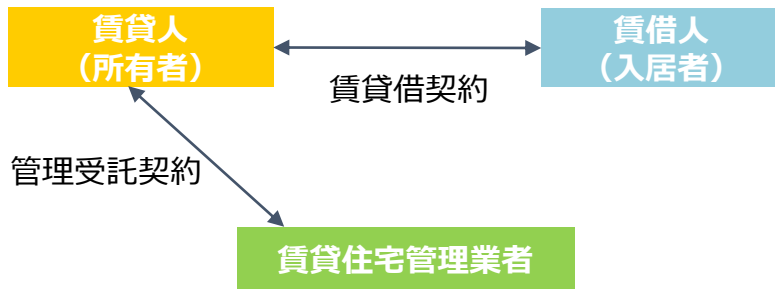 賃貸人
（所有者）
賃借人
（入居者）
賃貸借契約
管理受託契約
賃貸住宅管理業者